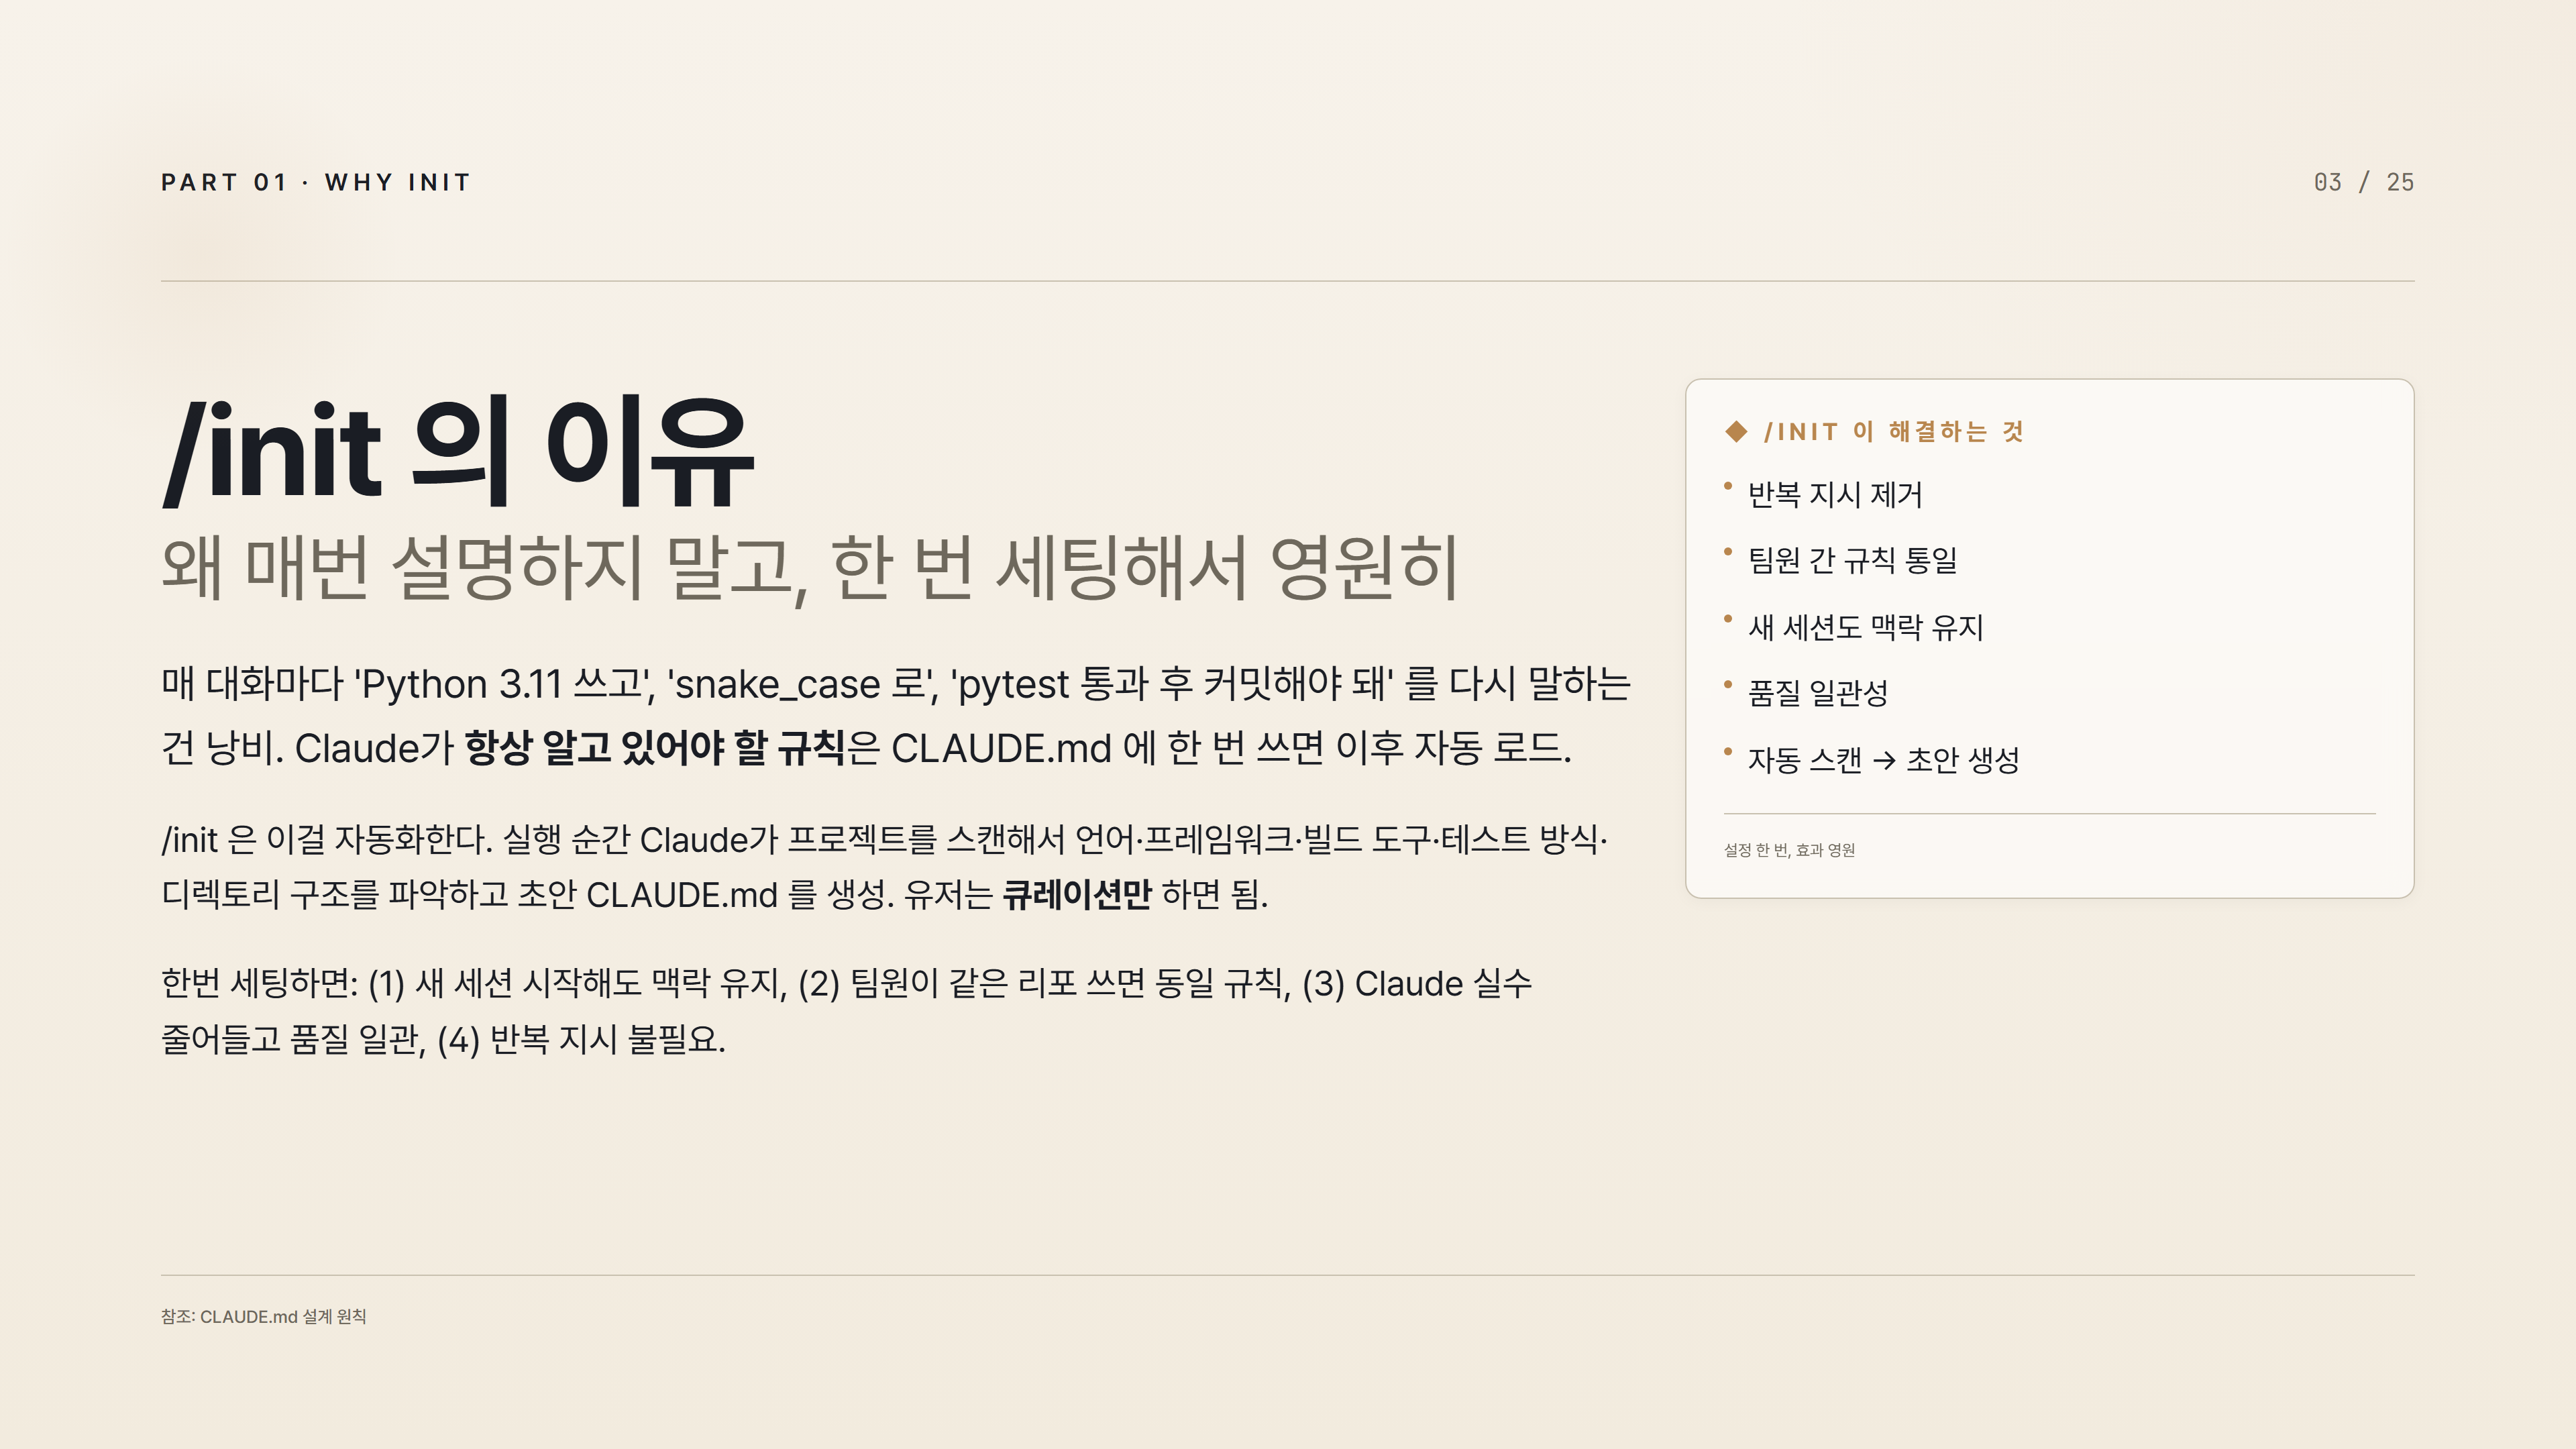 PART 01 · WHY INIT
03 / 25
/init 의 이유
왜 매번 설명하지 말고, 한 번 세팅해서 영원히
매 대화마다 'Python 3.11 쓰고', 'snake_case 로', 'pytest 통과 후 커밋해야 돼' 를 다시 말하는
건 낭비. Claude가 항상 알고 있어야 할 규칙은 CLAUDE.md 에 한 번 쓰면 이후 자동 로드.
/init 은 이걸 자동화한다. 실행 순간 Claude가 프로젝트를 스캔해서 언어·프레임워크·빌드 도구·테스트 방식·
디렉토리 구조를 파악하고 초안 CLAUDE.md 를 생성. 유저는 큐레이션만 하면 됨.
한번 세팅하면: (1) 새 세션 시작해도 맥락 유지, (2) 팀원이 같은 리포 쓰면 동일 규칙, (3) Claude 실수
줄어들고 품질 일관, (4) 반복 지시 불필요.
◆ /INIT 이 해결하는 것
• 반복 지시 제거
• 팀원 간 규칙 통일
• 새 세션도 맥락 유지
• 품질 일관성
• 자동 스캔 → 초안 생성
설정 한 번, 효과 영원
참조: CLAUDE.md 설계 원칙